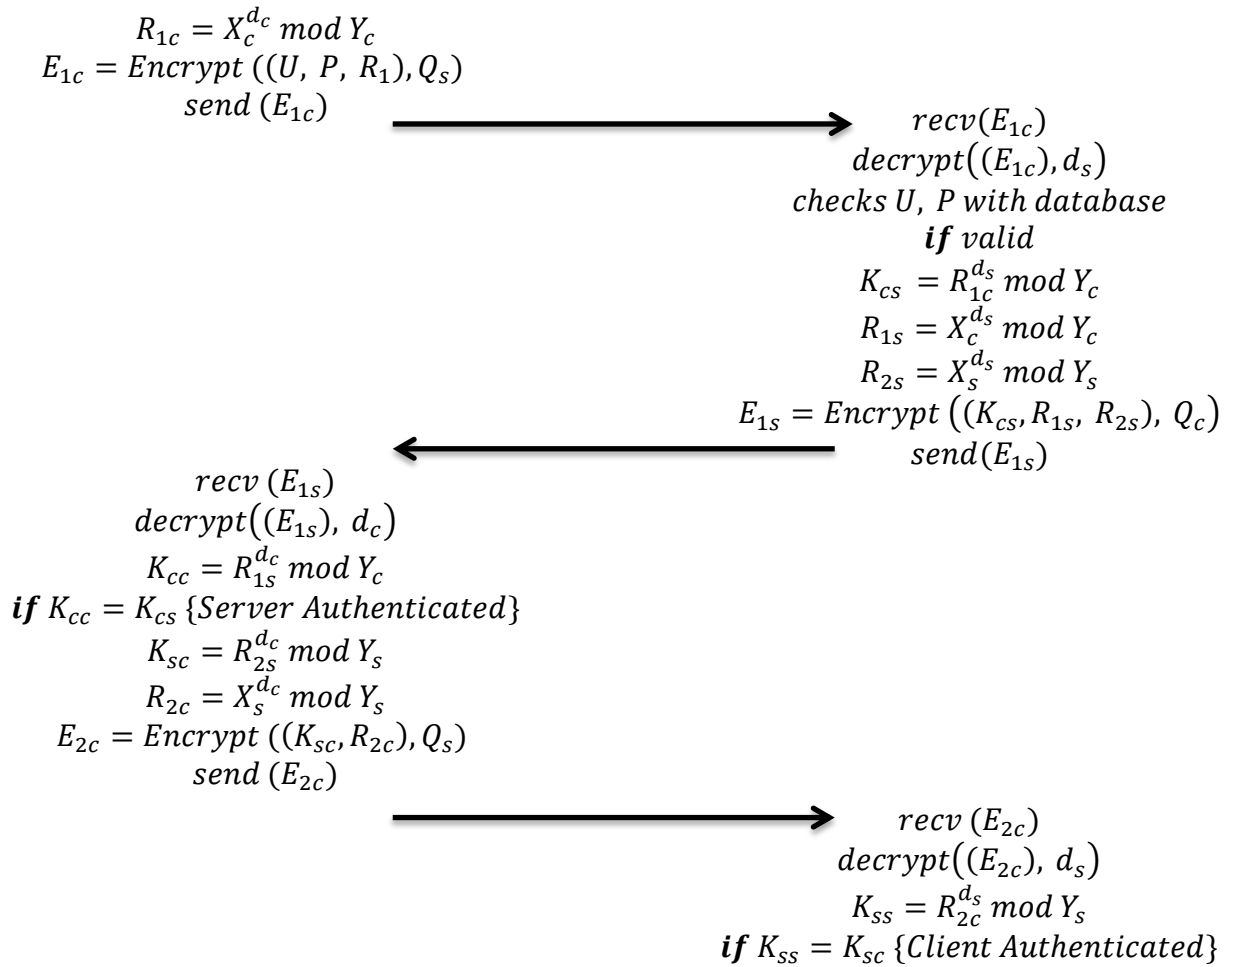 R_{1c} = X_c^{d_c} mod Y_c
E_{1c} = Encrypt ((U, P, R_1), Q_s)
send (E_{1c})
recv(E_{1c})
decrypt((E_{1c}), d_s)
checks U, P with database
if valid
K_{cs} = R_{1c}^{d_s} mod Y_c
R_{1s} = X_c^{d_s} mod Y_c
R_{2s} = X_s^{d_s} mod Y_s
E_{1s} = Encrypt ((K_{cs}, R_{1s}, R_{2s}), Q_c)
send(E_{1s})
recv (E_{1s})
decrypt((E_{1s}), d_c)
K_{cc} = R_{1s}^{d_c} mod Y_c
if K_{cc} = K_{cs} {Server Authenticated}
K_{sc} = R_{2s}^{d_c} mod Y_s
R_{2c} = X_s^{d_c} mod Y_s
E_{2c} = Encrypt ((K_{sc}, R_{2c}), Q_s)
send (E_{2c})
recv (E_{2c})
decrypt((E_{2c}), d_s)
K_{ss} = R_{2c}^{d_s} mod Y_s
if K_{ss} = K_{sc} {Client Authenticated}